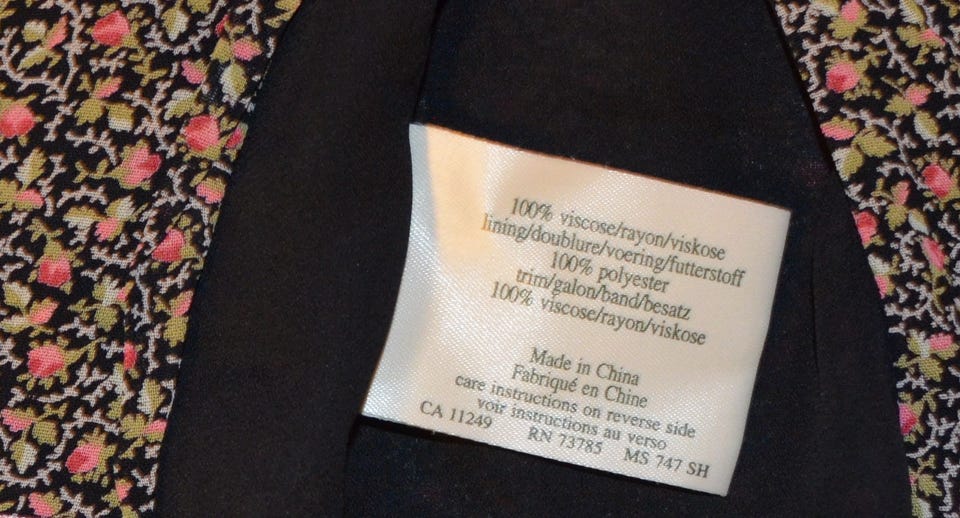 100% viscose/rayon/viskose
lining/doublure/voering/futterstoff
100% polyester
trim/galon/band/besatz
100% viscose/rayon/viskose
Made in China
Fabriqué en Chine
care instructions on reverse side
voir instructions au verso
CA 11249 RN 73785 MS 747 SH